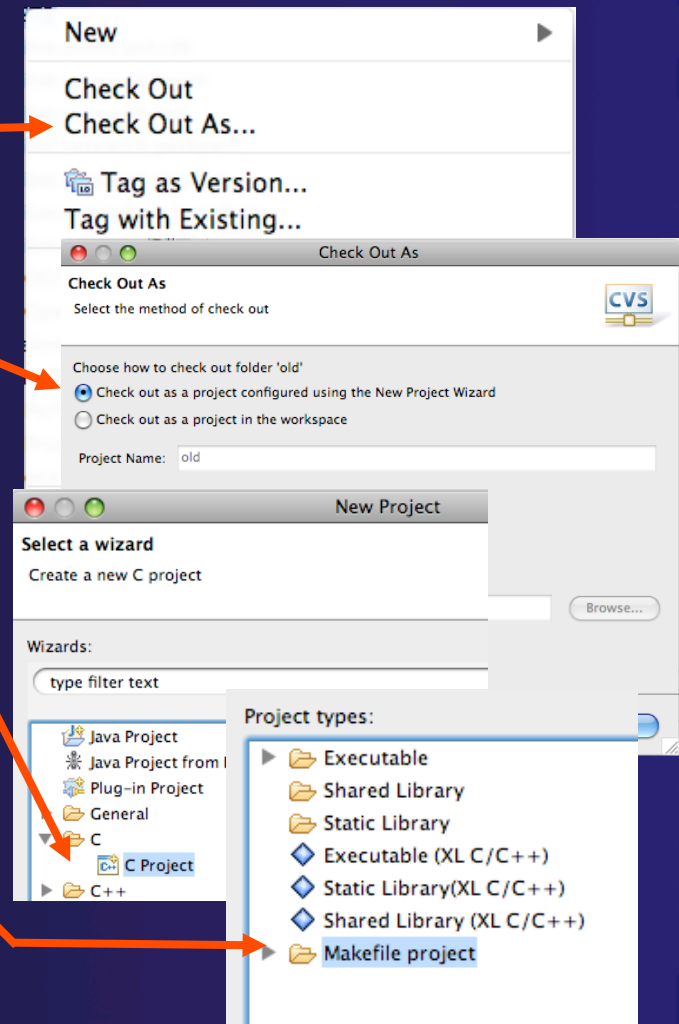 New
Check Out
Check Out As...
Tag as Version...
Tag with Existing...
Check Out As
Check Out As
Select the method of check out
CVS
Choose how to check out folder 'old'
Check out as a project configured using the New Project Wizard
Check out as a project in the workspace
Project Name: old
New Project
Select a wizard
Create a new C project
Browse...
Wizards:
type filter text
Java Project
Java Project from
Plug-in Project
General
C
C Project
C++
Project types:
Executable
Shared Library
Static Library
Executable (XL C/C++)
Static Library(XL C/C++)
Shared Library (XL C/C++)
Makefile project